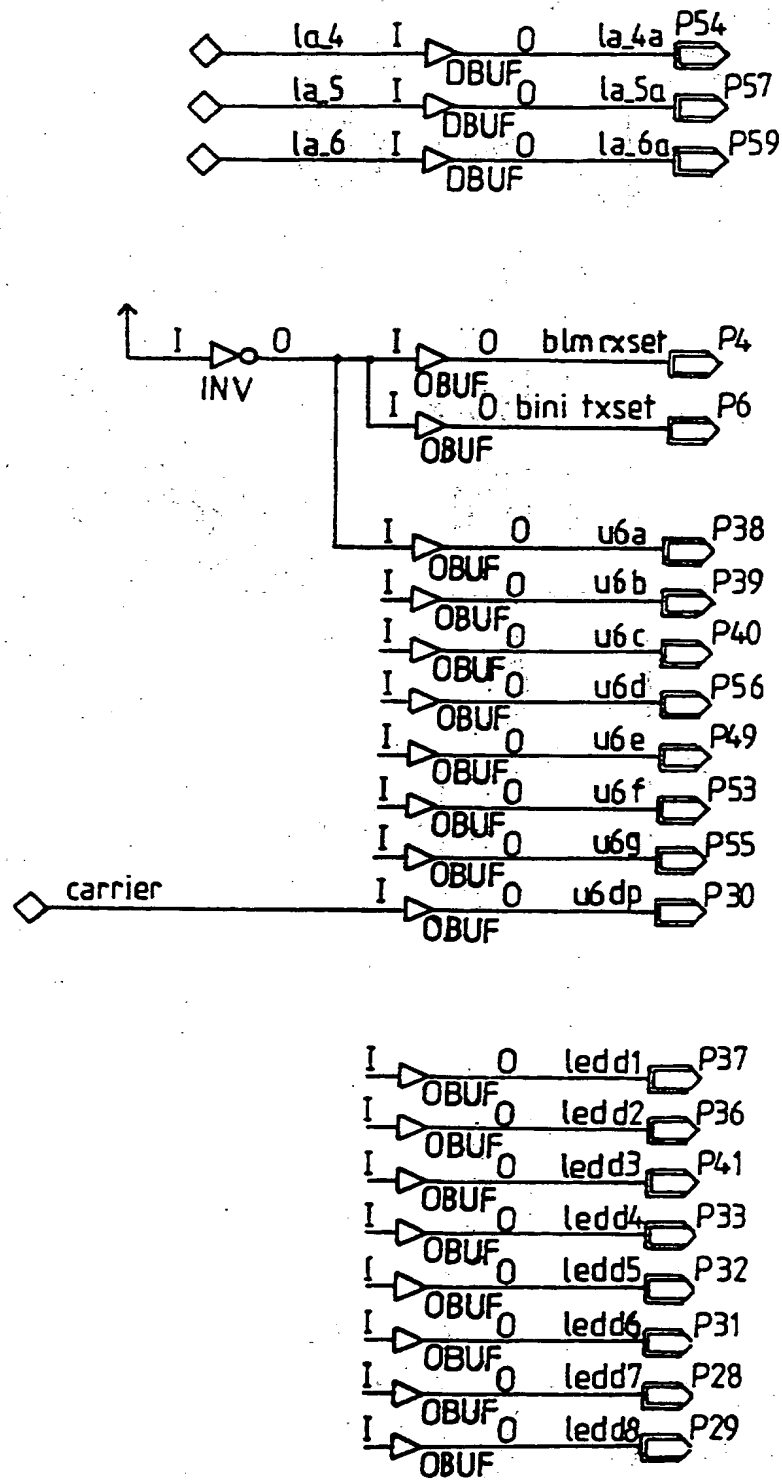 la_4 I O la_4a P54
DBUF
la_5 I O la_5a P57
DBUF
la_6 I O la_6a P59
DBUF
I O I O blmrxset P4
INV OBUF
I O bini txset P6
OBUF
I O u6a P38
OBUF
I O u6b P39
OBUF
I O u6c P40
OBUF
I O u6d P56
OBUF
I O u6e P49
OBUF
I O u6f P53
OBUF
I O u6g P55
OBUF
carrier I O u6dp P30
OBUF
I O ledd1 P37
OBUF
I O ledd2 P36
OBUF
I O ledd3 P41
OBUF
I O ledd4 P33
OBUF
I O ledd5 P32
OBUF
I O ledd6 P31
OBUF
I O ledd7 P28
OBUF
I O ledd8 P29
OBUF